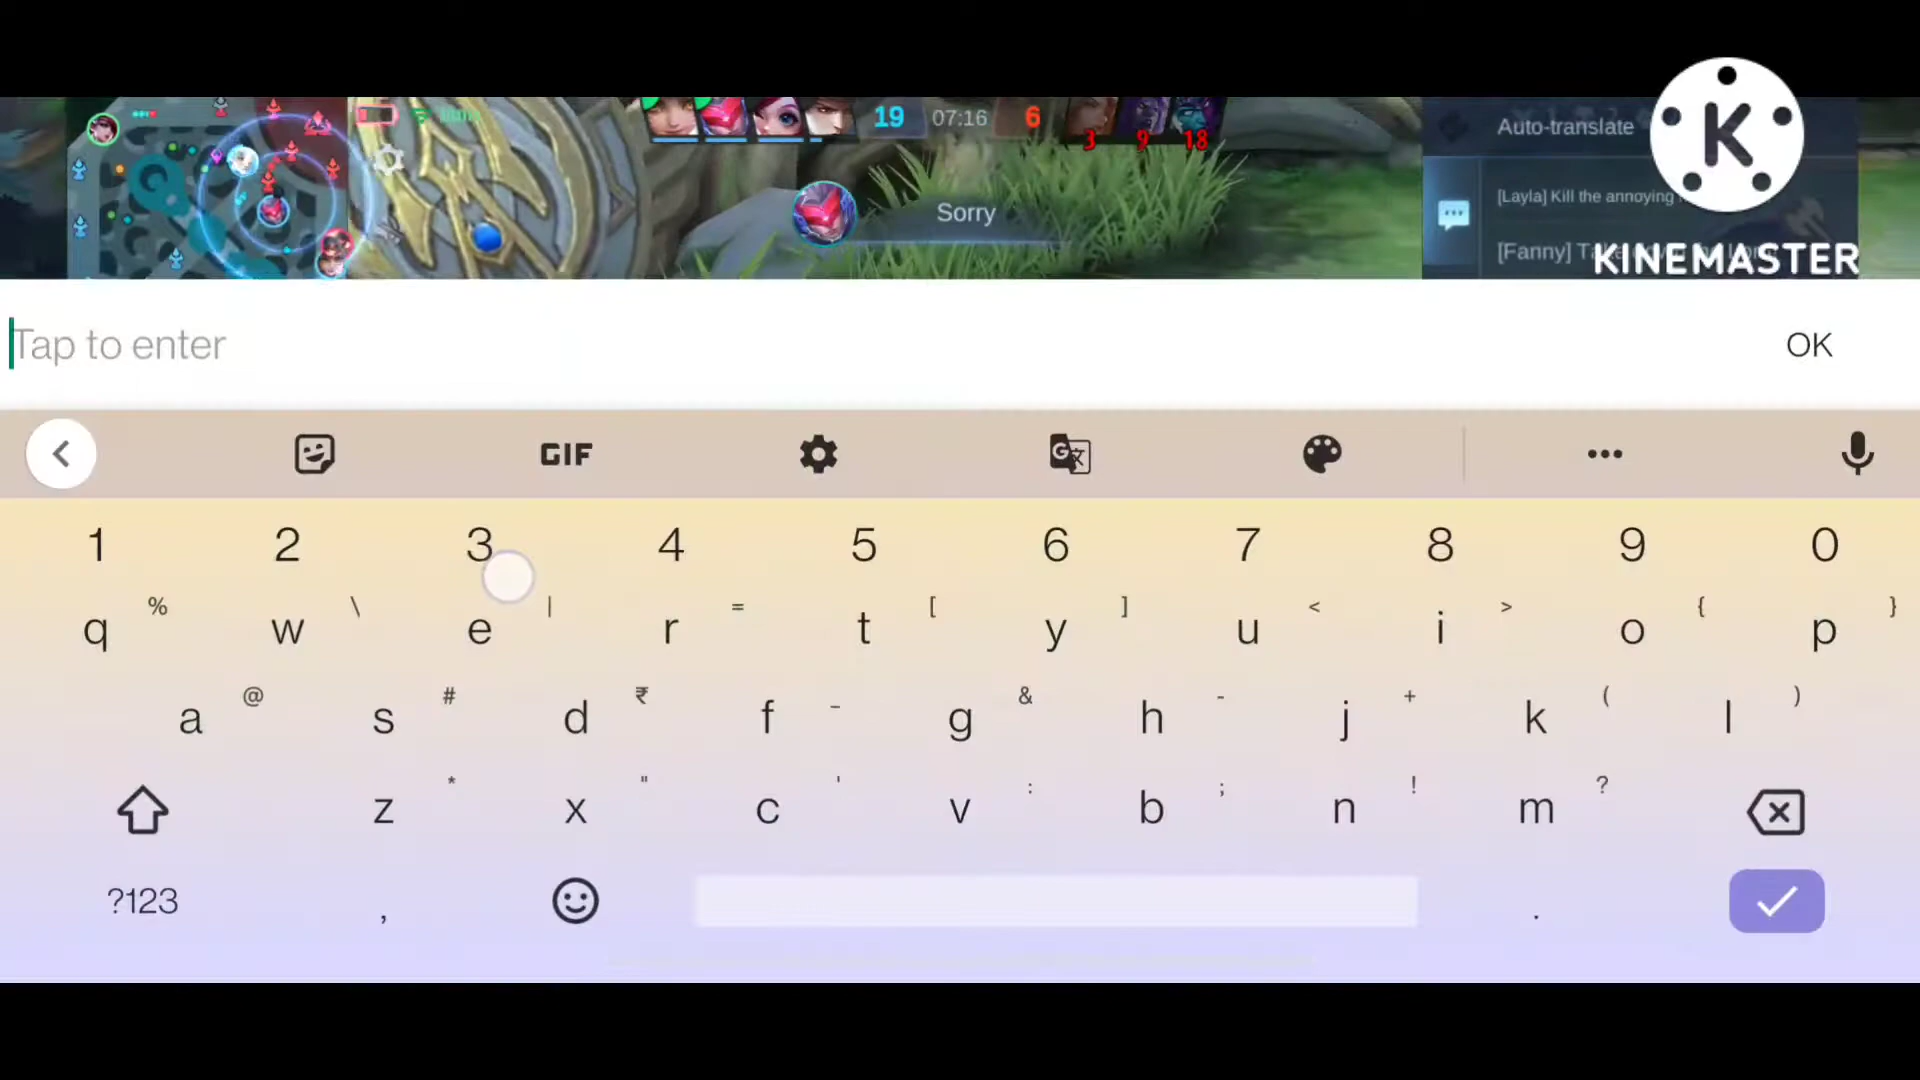 19 07:16 6
3 9 18
Auto-translate
K
Sorry
[Layla] Kill the annoying
[Fanny]
KINEMASTER
Tap to enter
OK
GIF
1 2 3 4 5 6 7 8 9 0
% \ | = [ ] < > { }
q w e r t y u i o p
@ # ₹ _ & - + ( )
a s d f g h j k l
* " ' : ; ! ?
z x c v b n m
?123 , .